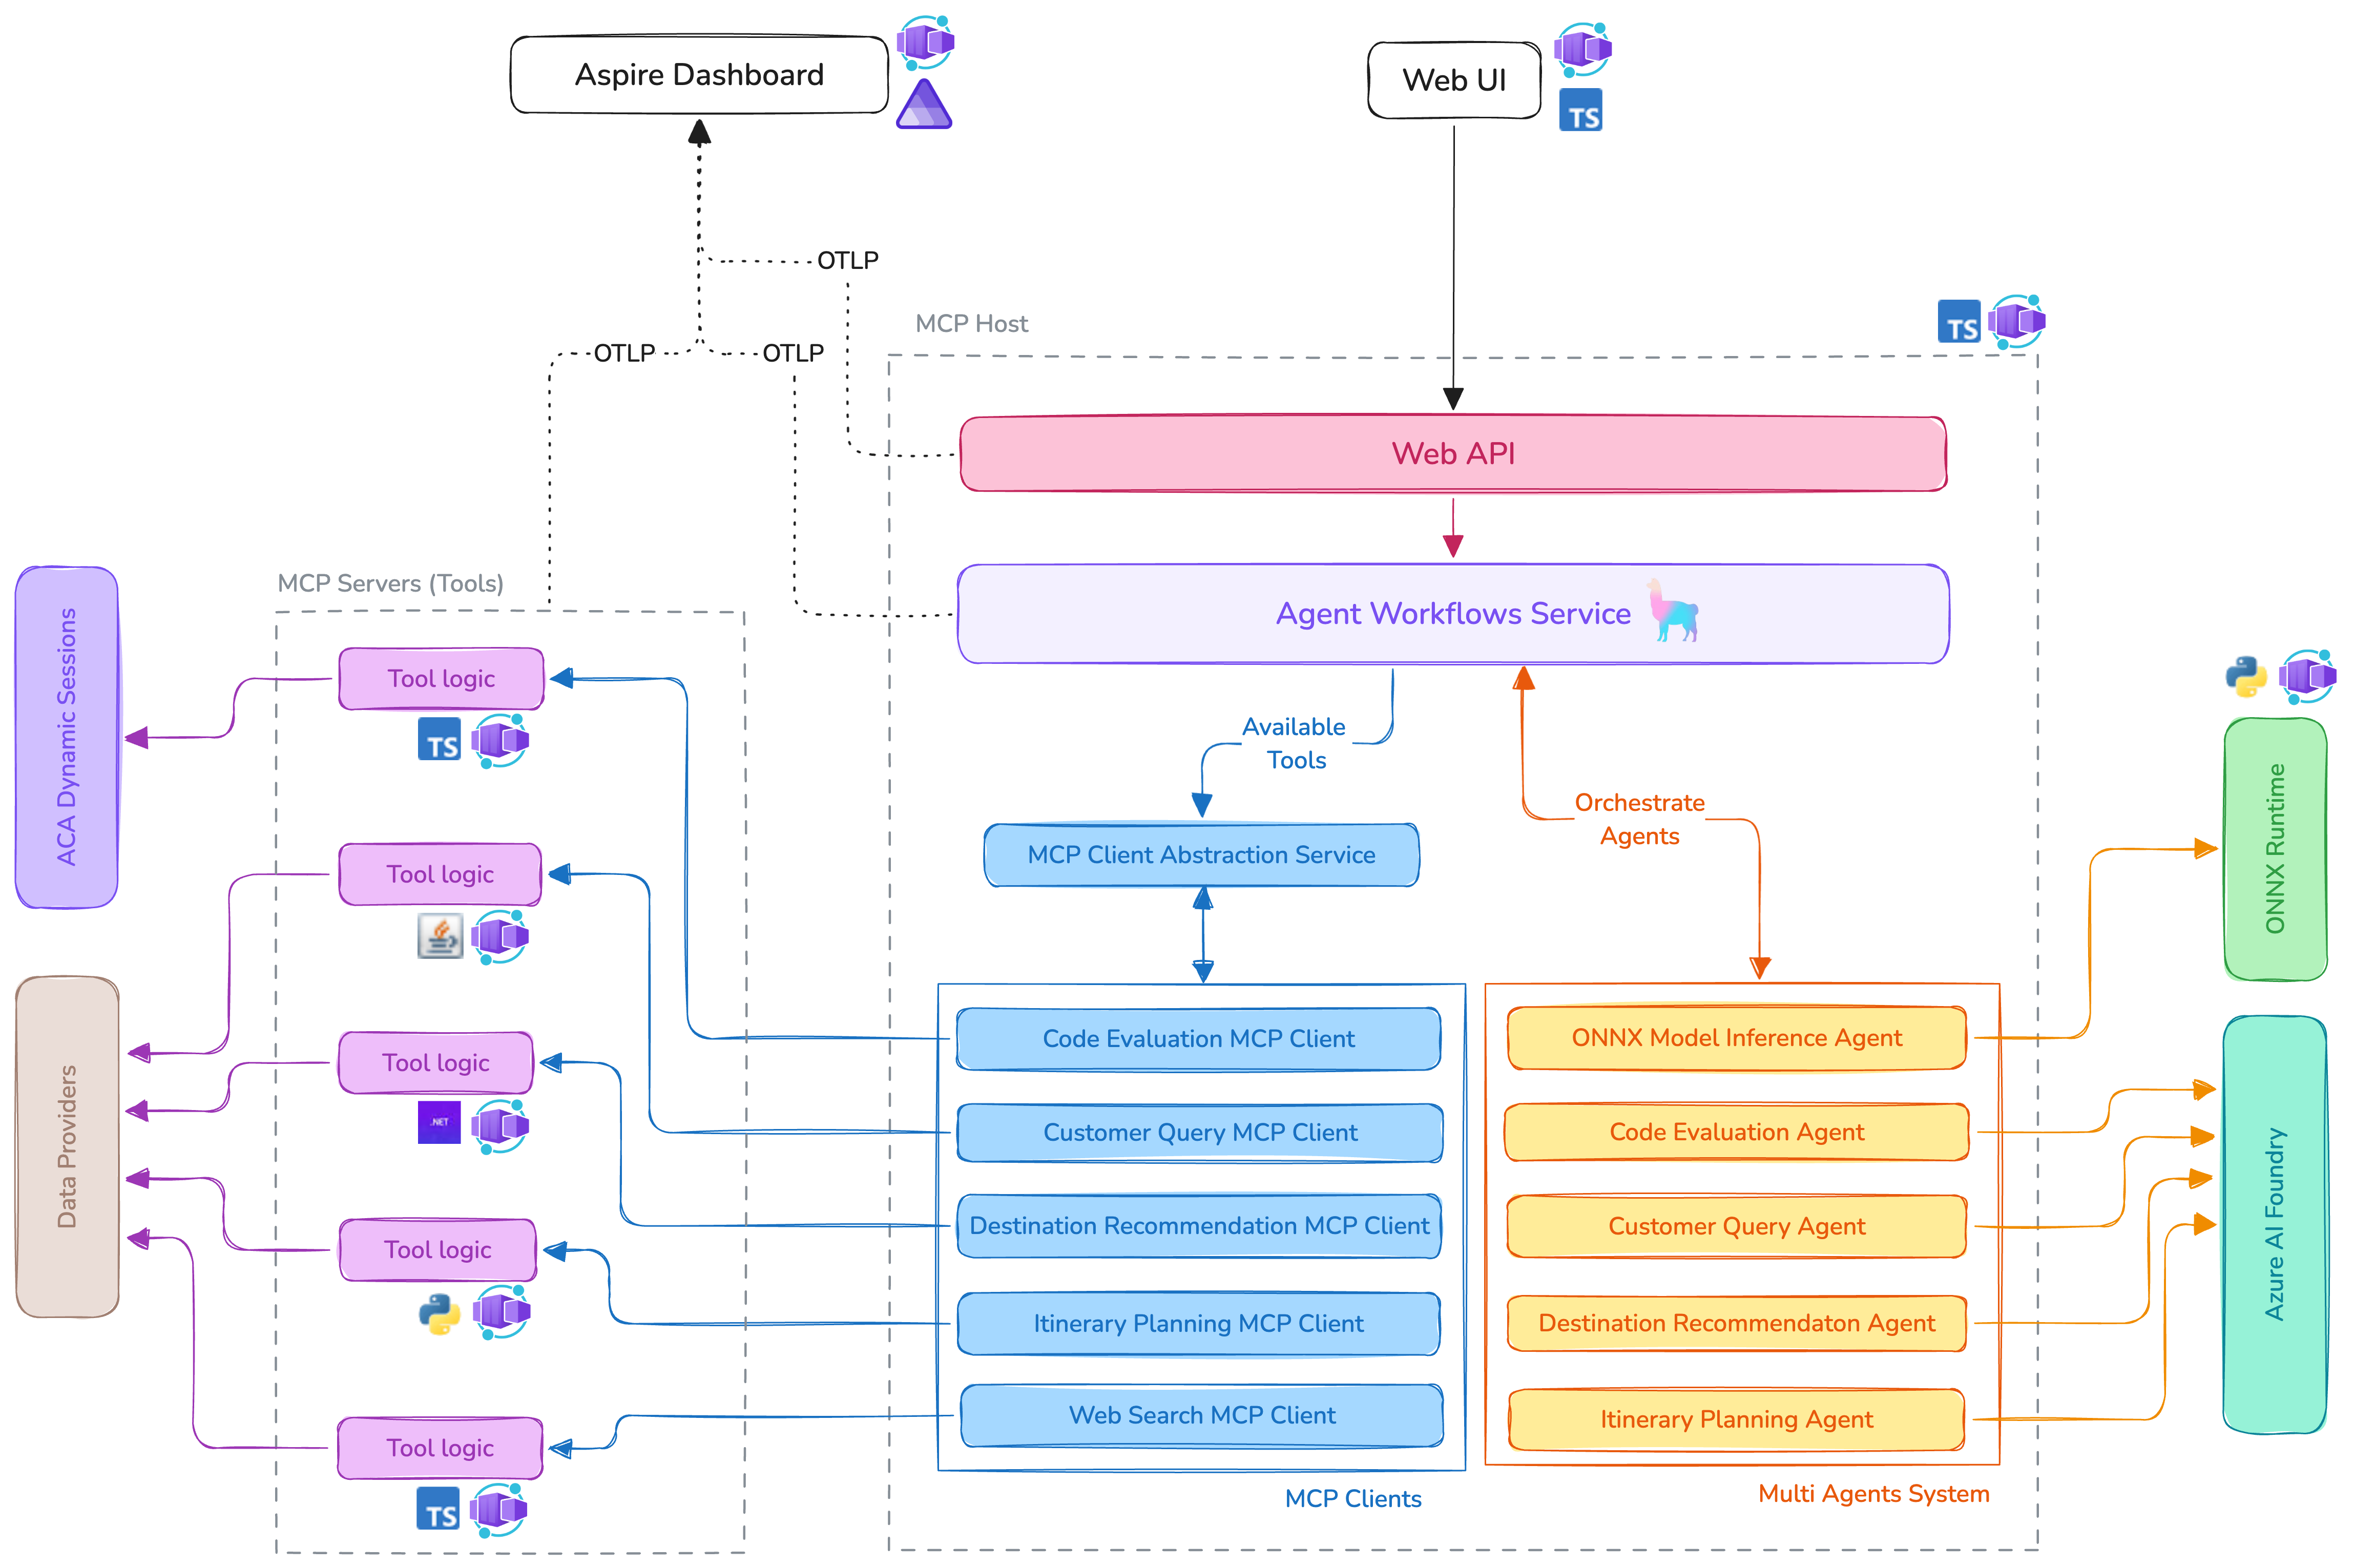 Aspire Dashboard
Web UI
TS
OTLP
MCP Host
TS
OTLP
OTLP
Web API
MCP Servers (Tools)
Agent Workflows Service
ACA Dynamic Sessions
Tool logic
TS
Available
Tools
Orchestrate
Agents
ONNX Runtime
MCP Client Abstraction Service
Tool logic
Data Providers
Tool logic
.NET
Tool logic
Tool logic
TS
Code Evaluation MCP Client
Customer Query MCP Client
Destination Recommendation MCP Client
Itinerary Planning MCP Client
Web Search MCP Client
MCP Clients
ONNX Model Inference Agent
Code Evaluation Agent
Customer Query Agent
Destination Recommendaton Agent
Itinerary Planning Agent
Multi Agents System
Azure AI Foundry